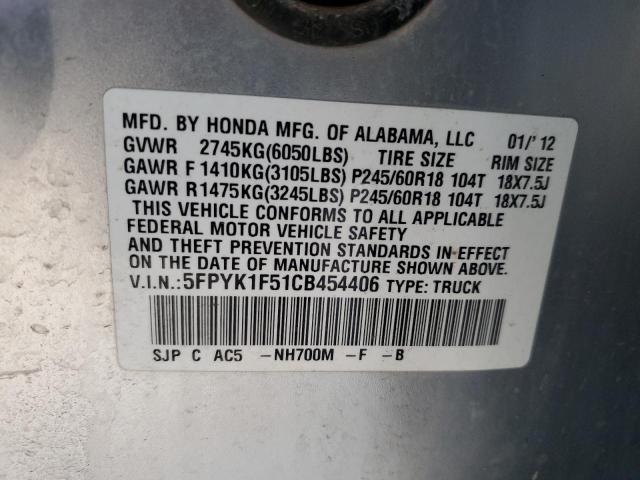 MFD. BY HONDA MFG. OF ALABAMA, LLC 01/'12
GVWR 2745KG(6050LBS) TIRE SIZE RIM SIZE
GAWR F 1410KG(3105LBS) P245/60R18 104T 18X7.5J
GAWR R1475KG(3245LBS) P245/60R18 104T 18X7.5J
THIS VEHICLE CONFORMS TO ALL APPLICABLE
FEDERAL MOTOR VEHICLE SAFETY
AND THEFT PREVENTION STANDARDS IN EFFECT
ON THE DATE OF MANUFACTURE SHOWN ABOVE.
V.I.N.:5FPYK1F51CB454406 TYPE: TRUCK
SJP C AC5 -NH700M -F -B